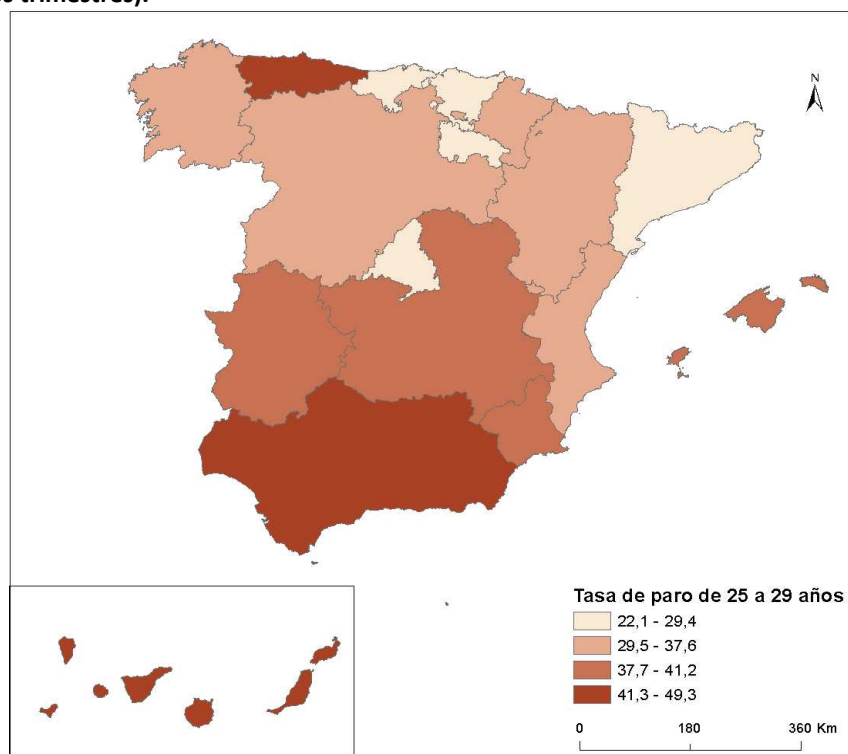 s trimestres).
N
Tasa de paro de 25 a 29 años
22,1 - 29,4
29,5 - 37,6
37,7 - 41,2
41,3 - 49,3
0 180 360 Km